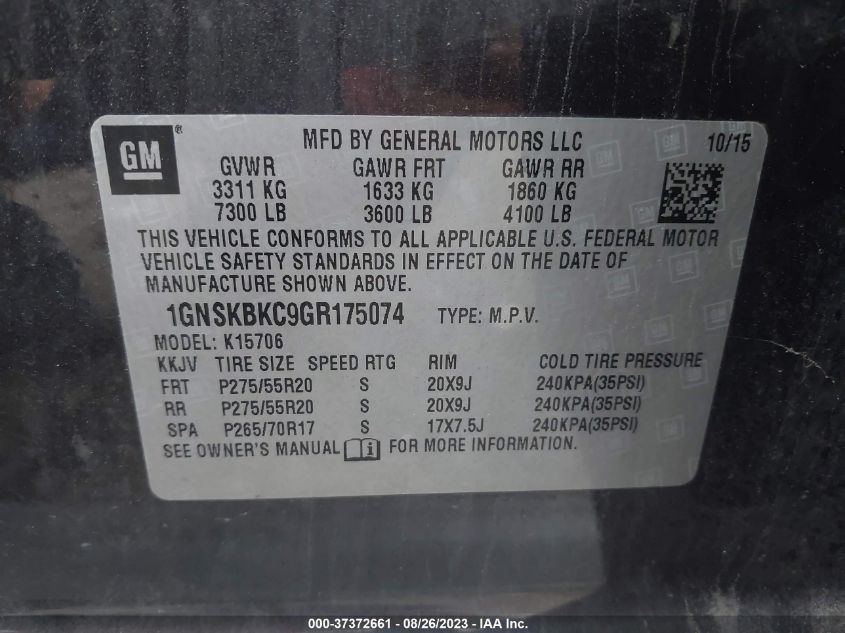 GM ® MFD BY GENERAL MOTORS LLC 10/15
GVWR GAWR FRT GAWR RR
3311 KG 1633 KG 1860 KG
7300 LB 3600 LB 4100 LB
THIS VEHICLE CONFORMS TO ALL APPLICABLE U.S. FEDERAL MOTOR
VEHICLE SAFETY STANDARDS IN EFFECT ON THE DATE OF
MANUFACTURE SHOWN ABOVE.
1GNSKBKC9GR175074 TYPE: M.P.V.
MODEL: K15706
KKJV TIRE SIZE SPEED RTG RIM COLD TIRE PRESSURE
FRT P275/55R20 S 20X9J 240KPA(35PSI)
RR P275/55R20 S 20X9J 240KPA(35PSI)
SPA P265/70R17 S 17X7.5J 240KPA(35PSI)
SEE OWNER'S MANUAL i FOR MORE INFORMATION.
000-37372661 - 08/26/2023 - IAA Inc.